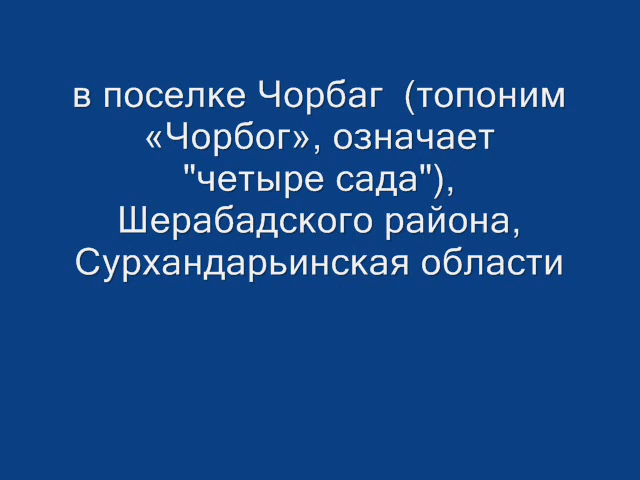 в поселке Чорбаг (топоним
«Чорбог», означает
"четыре сада"),
Шерабадского района,
Сурхандарьинская области